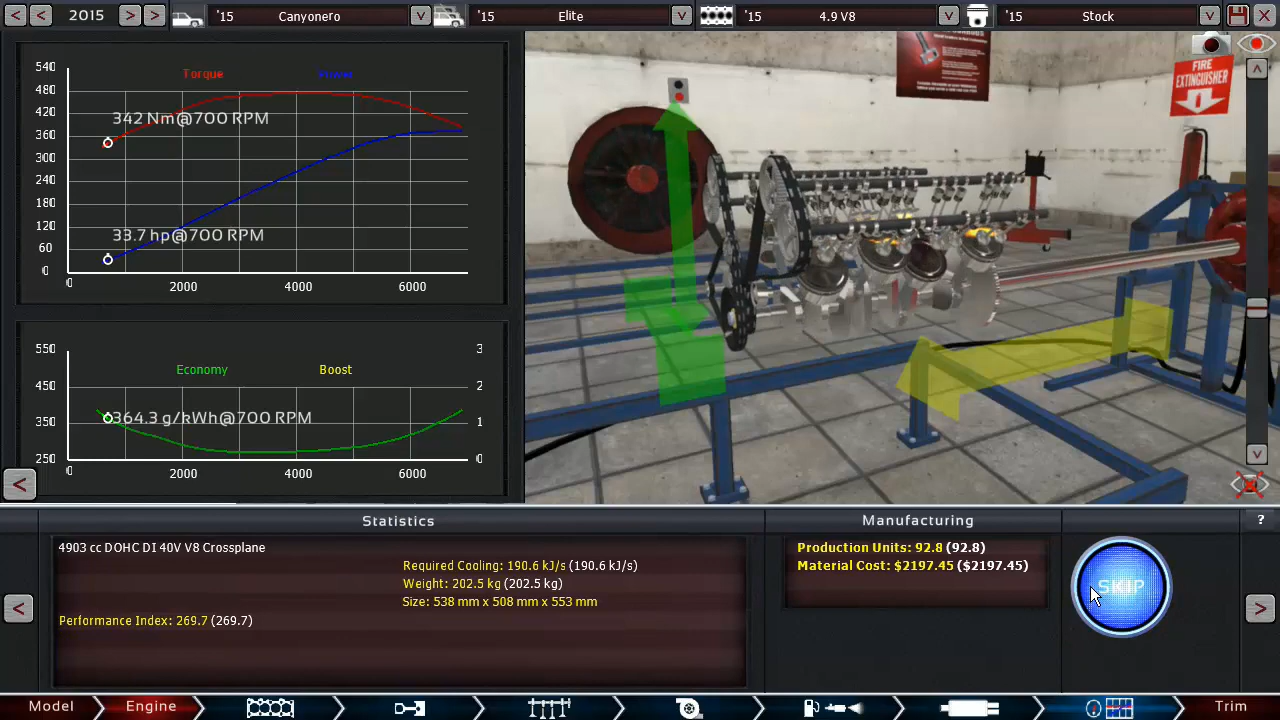 < < 2015 > > '15 Canyonero V '15 Elite V '15 4.9 V8 V '15 Stock V X
540
480
420
360
300
240
180
120
60
0
Torque Power
342 Nm@700 RPM
33.7 hp@700 RPM
0 2000 4000 6000
550
450
350
250
3
2
1
0
Economy Boost
364.3 g/kWh@700 RPM
0 2000 4000 6000
FIRE
EXTINGUISHER
<
Statistics
4903 cc DOHC DI 40V V8 Crossplane
Required Cooling: 190.6 kJ/s (190.6 kJ/s)
Weight: 202.5 kg (202.5 kg)
Size: 538 mm x 508 mm x 553 mm
Performance Index: 269.7 (269.7)
Manufacturing
Production Units: 92.8 (92.8)
Material Cost: $2197.45 ($2197.45)
SKIP
?
< >
Model Engine Trim